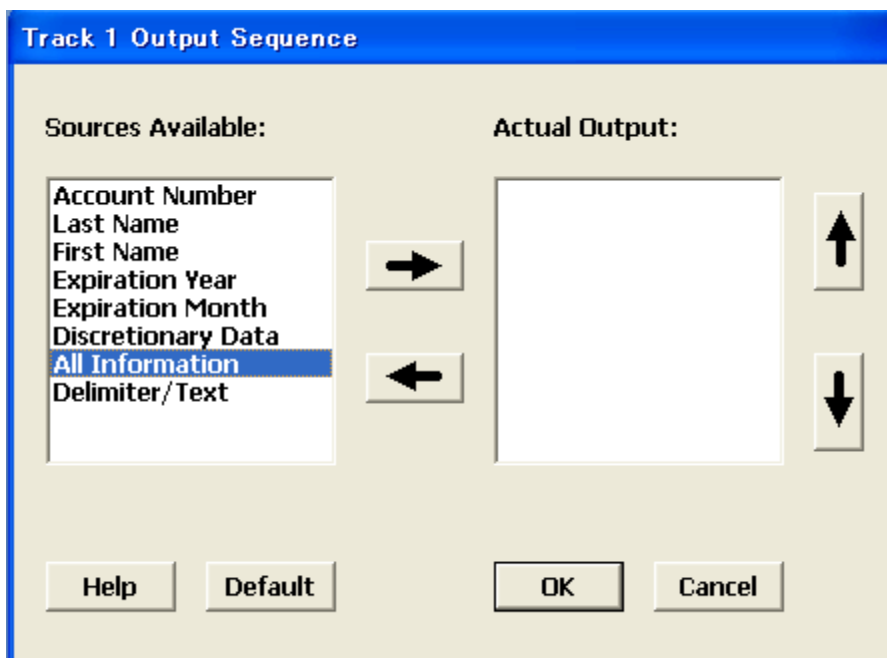 Track 1 Output Sequence
Sources Available:
Actual Output:
Account Number
Last Name
First Name
Expiration Year
Expiration Month
Discretionary Data
All Information
Delimiter/Text
Help
Default
OK
Cancel